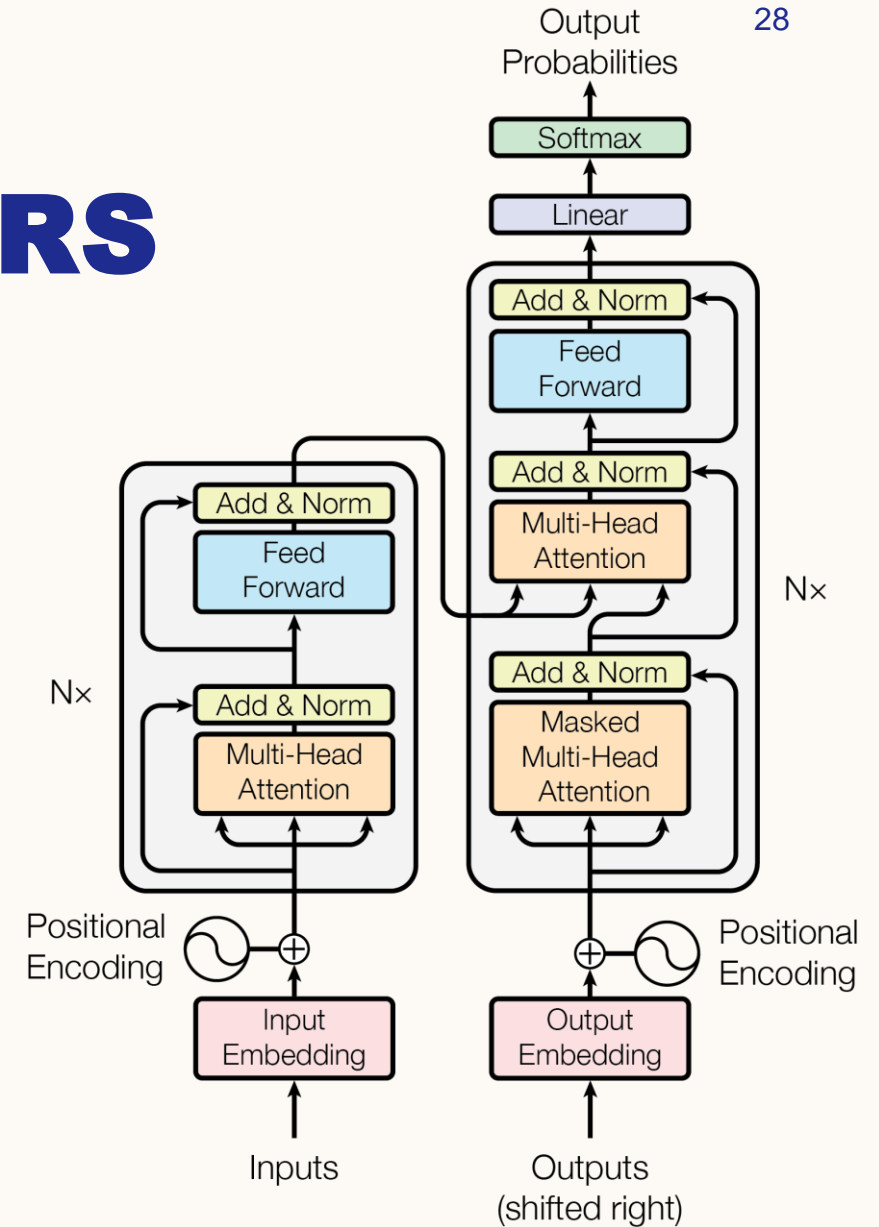 28
RS
Output
Probabilities
Softmax
Linear
Add & Norm
Feed
Forward
Add & Norm
Multi-Head
Attention
Nx
Add & Norm
Masked
Multi-Head
Attention
Positional
Encoding
Output
Embedding
Outputs
(shifted right)
Add & Norm
Feed
Forward
Nx
Add & Norm
Multi-Head
Attention
Positional
Encoding
Input
Embedding
Inputs